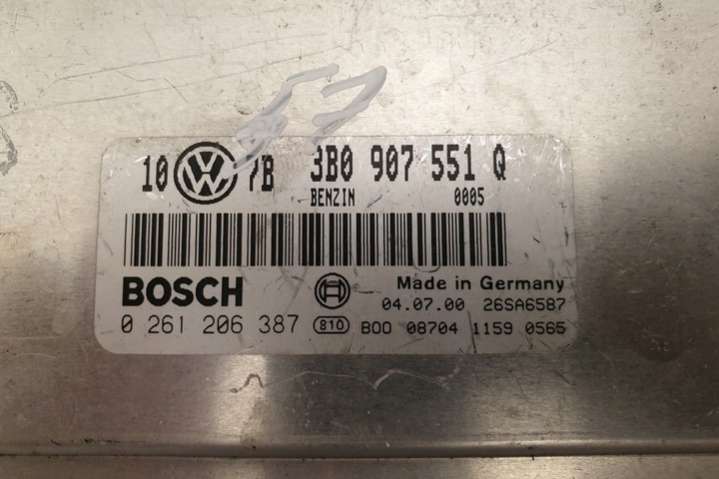 10 VW 7B 3B0 907 551 Q
BENZIN 0005
BOSCH Made in Germany
04.07.00 26SA6587
0 261 206 387 810 B00 08704 1159 0565